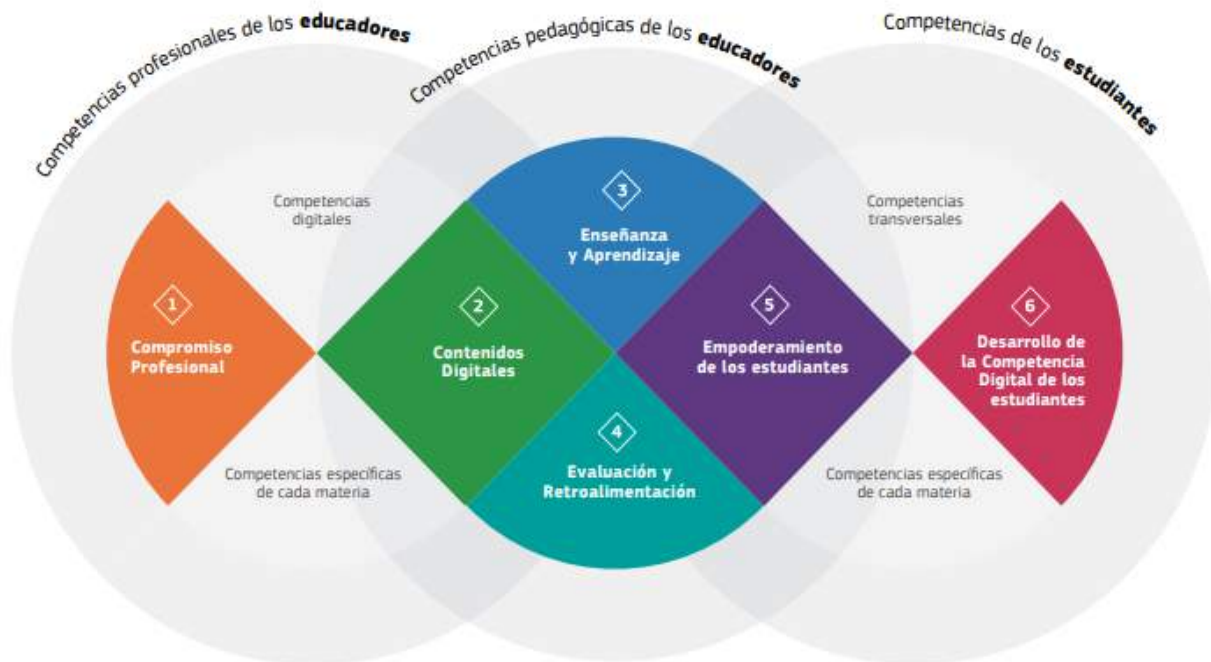 Competencias profesionales de los educadores
Competencias pedagógicas de los educadores
Competencias de los estudiantes
Competencias
digitales
Competencias
transversales
3
Enseñanza
y Aprendizaje
1
Compromiso
Profesional
2
Contenidos
Digitales
5
Empoderamiento
de los estudiantes
6
Desarrollo de
la Competencia
Digital de los
estudiantes
4
Evaluación y
Retroalimentación
Competencias específicas
de cada materia
Competencias específicas
de cada materia